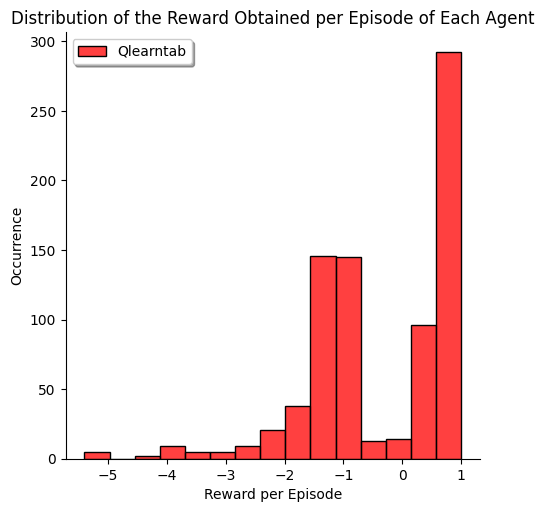 Distribution of the Reward Obtained per Episode of Each Agent
Qlearntab
300
250
200
150
100
50
0
Occurrence
−5 −4 −3 −2 −1 0 1
Reward per Episode